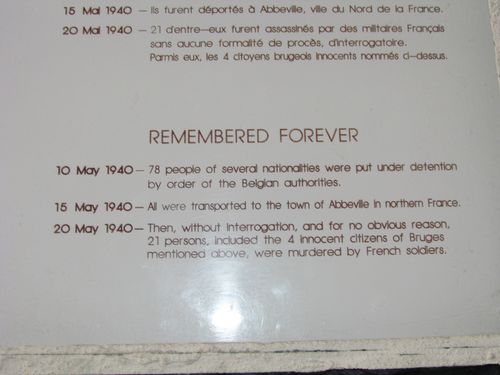 15 Mai 1940 – Ils furent déportés à Abbeville, ville du Nord de la France.
20 Mai 1940 – 21 d'entre–eux furent assassinés par des militaires Français
sans aucune formalité de procès, d'interrogatoire.
Parmis eux, les 4 citoyens brugeois innocents nommés ci–dessus.
REMEMBERED FOREVER
10 May 1940 – 78 people of several nationalities were put under detention
by order of the Belgian authorities.
15 May 1940 – All were transported to the town of Abbeville in northern France.
20 May 1940 – Then, without interrogation, and for no obvious reason,
21 persons, included the 4 innocent citizens of Bruges
mentioned above, were murdered by French soldiers.